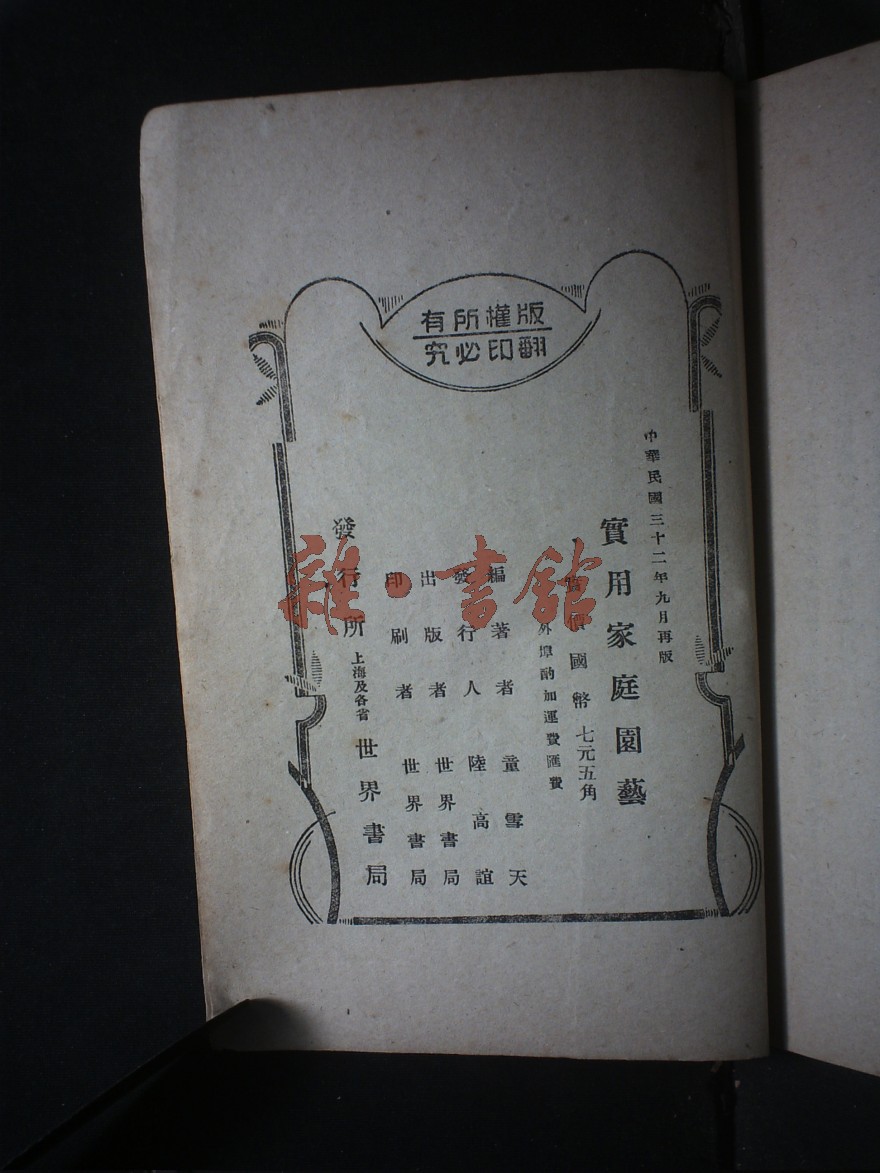 版權所有
翻印必究
中華民國三十二年九月再版
實用家庭園藝
價國幣七元五角
外埠酌加運費匯費
編著者 童雪天
發行人 陸高誼
出版者 世界書局
印刷者 世界書局
發行所 上海及各省 世界書局
雜·書館